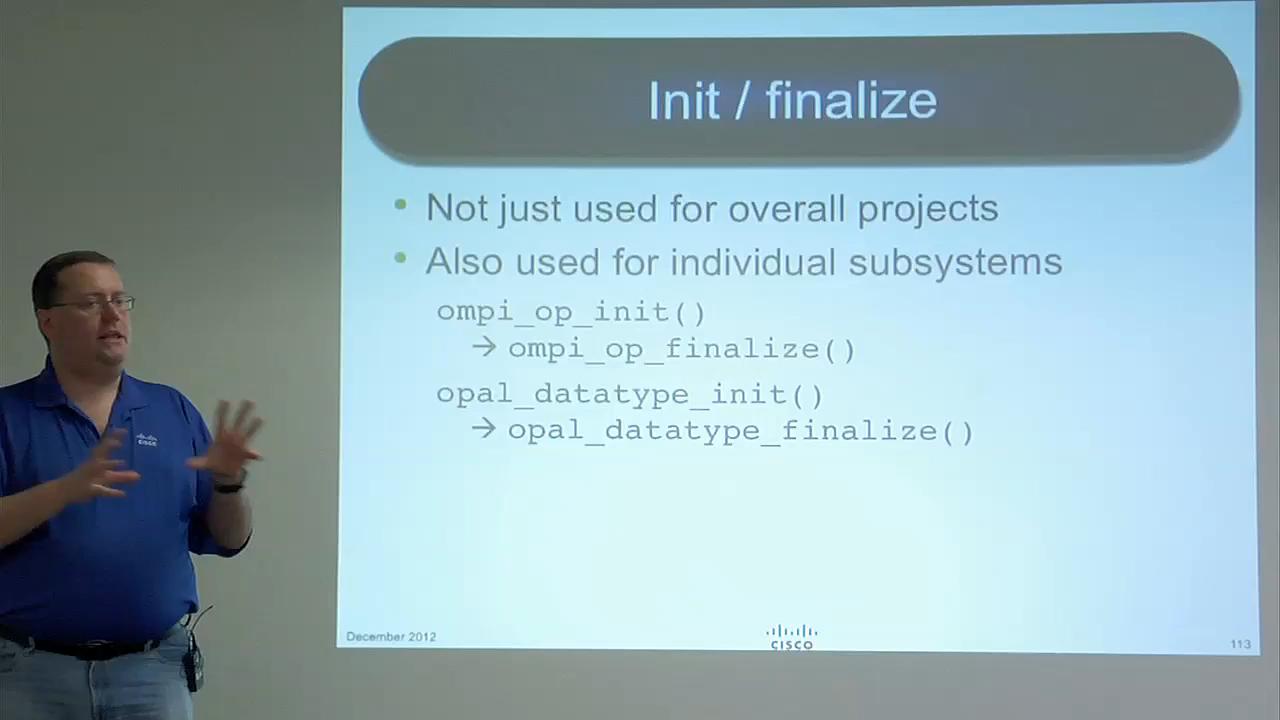 Init / finalize
• Not just used for overall projects
• Also used for individual subsystems
ompi_op_init()
→ ompi_op_finalize()
opal_datatype_init()
→ opal_datatype_finalize()
December 2012
CISCO
113
CISCO